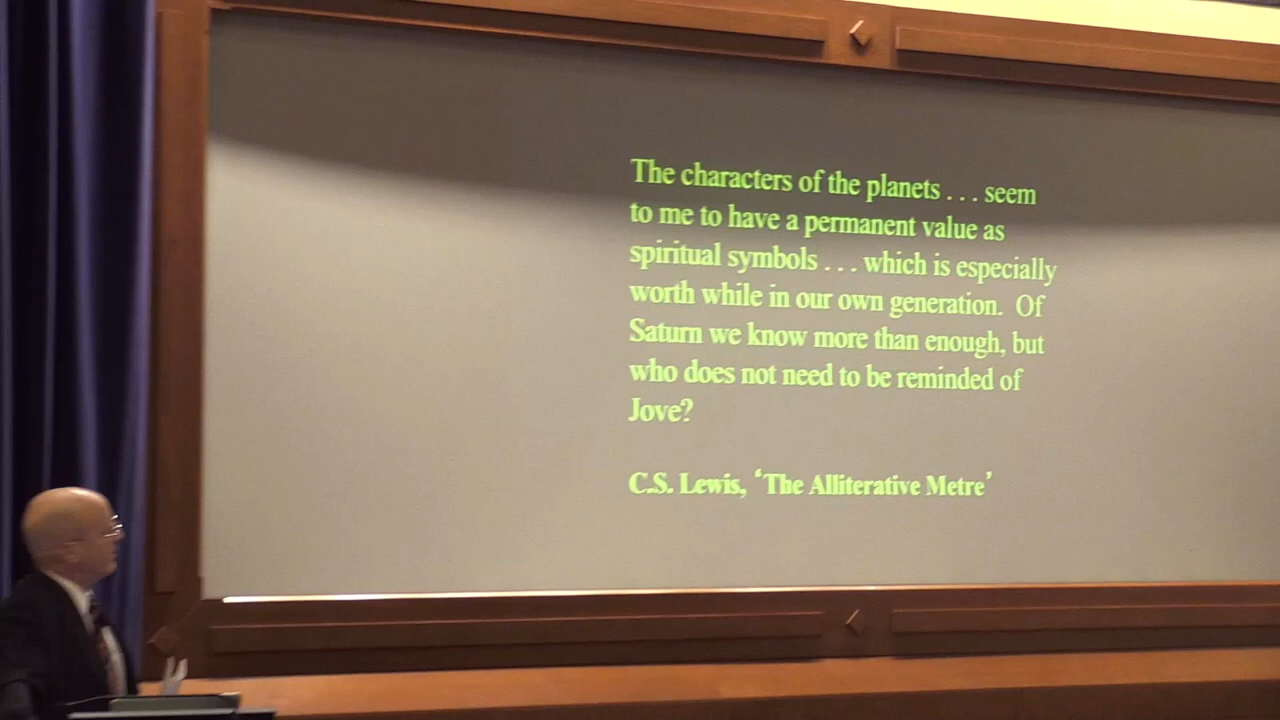 The characters of the planets . . . seem
to me to have a permanent value as
spiritual symbols . . . which is especially
worth while in our own generation.  Of
Saturn we know more than enough, but
who does not need to be reminded of
Jove?
C.S. Lewis, ‘The Alliterative Metre’